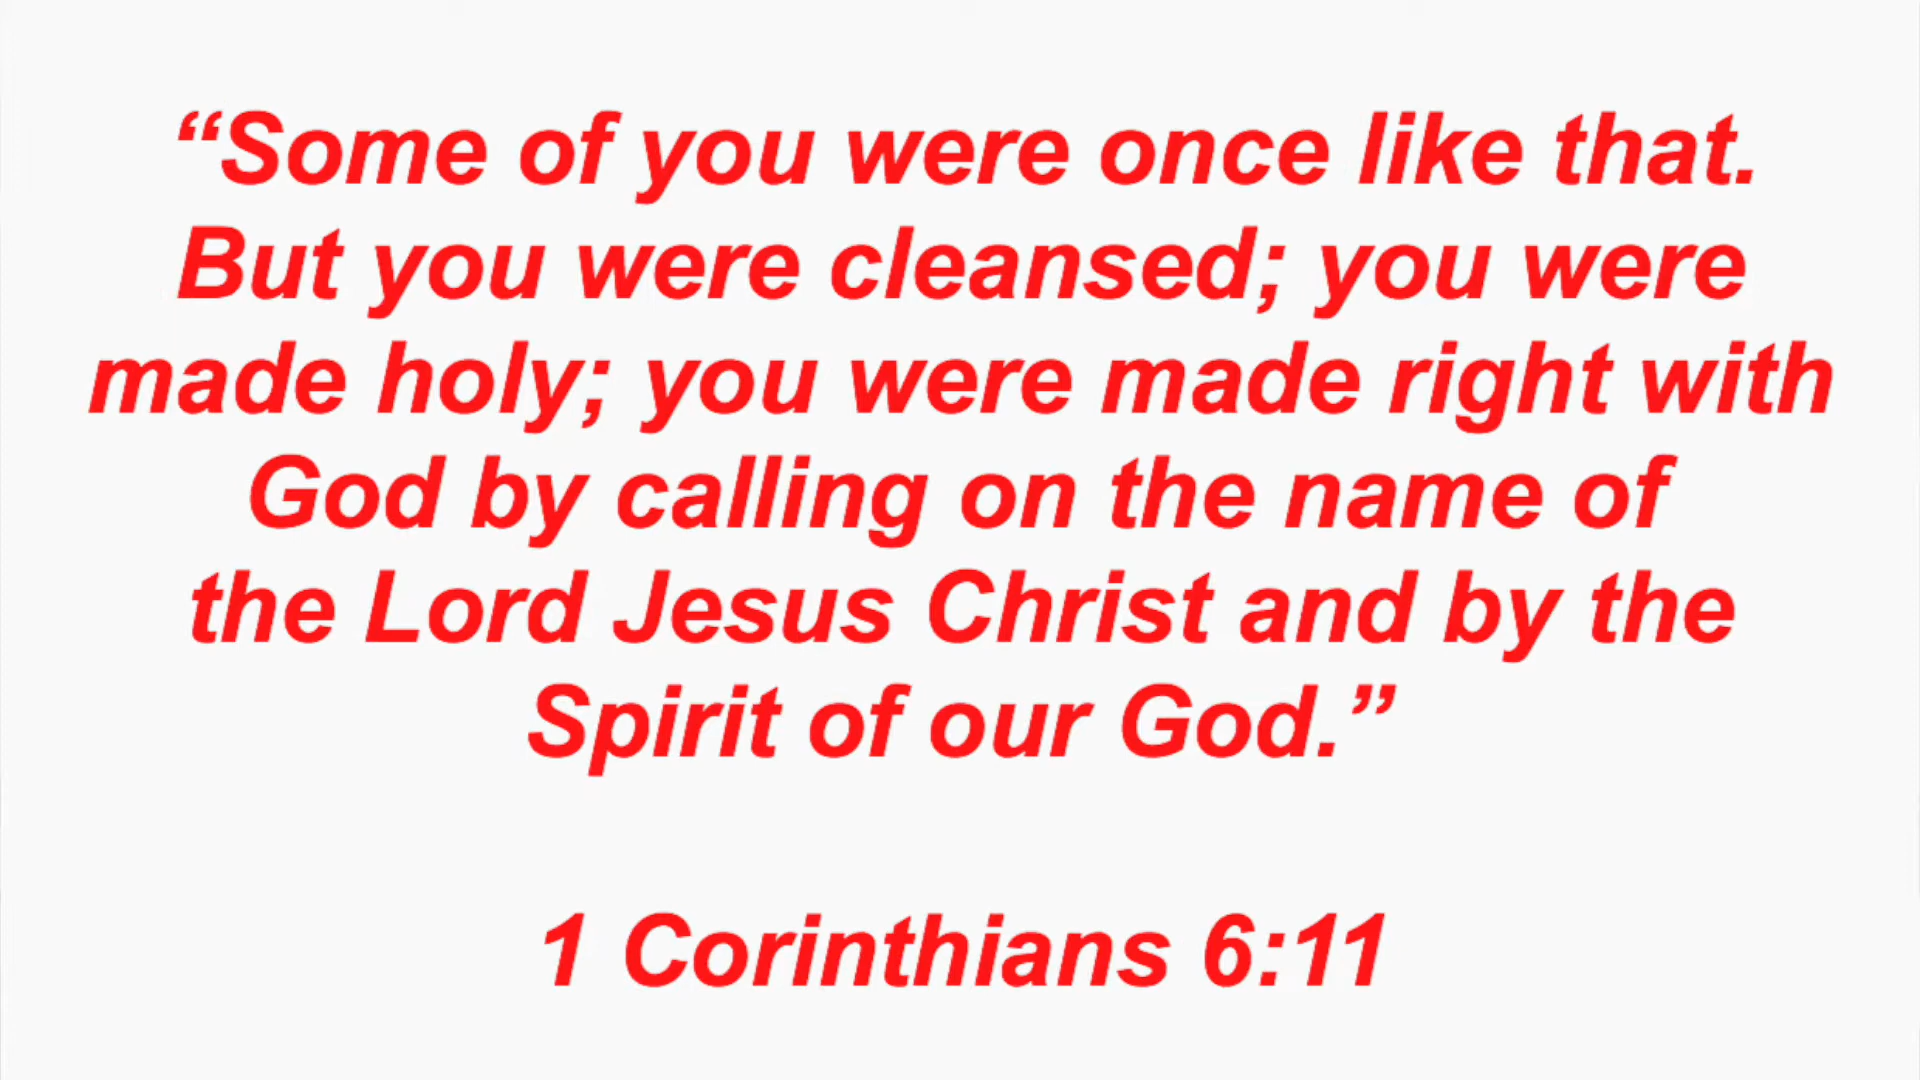 “Some of you were once like that.
But you were cleansed; you were
made holy; you were made right with
God by calling on the name of
the Lord Jesus Christ and by the
Spirit of our God.”
1 Corinthians 6:11